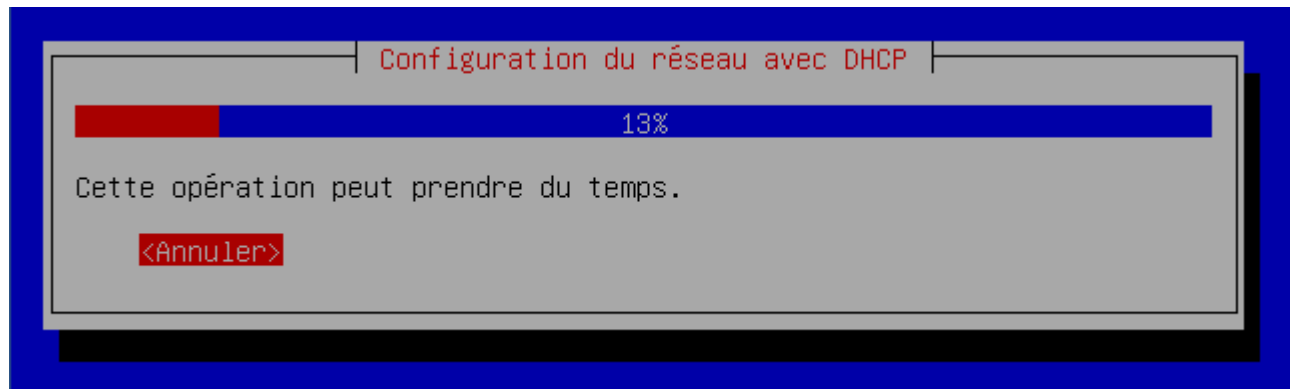 Configuration du réseau avec DHCP
13%
Cette opération peut prendre du temps.
<Annuler>